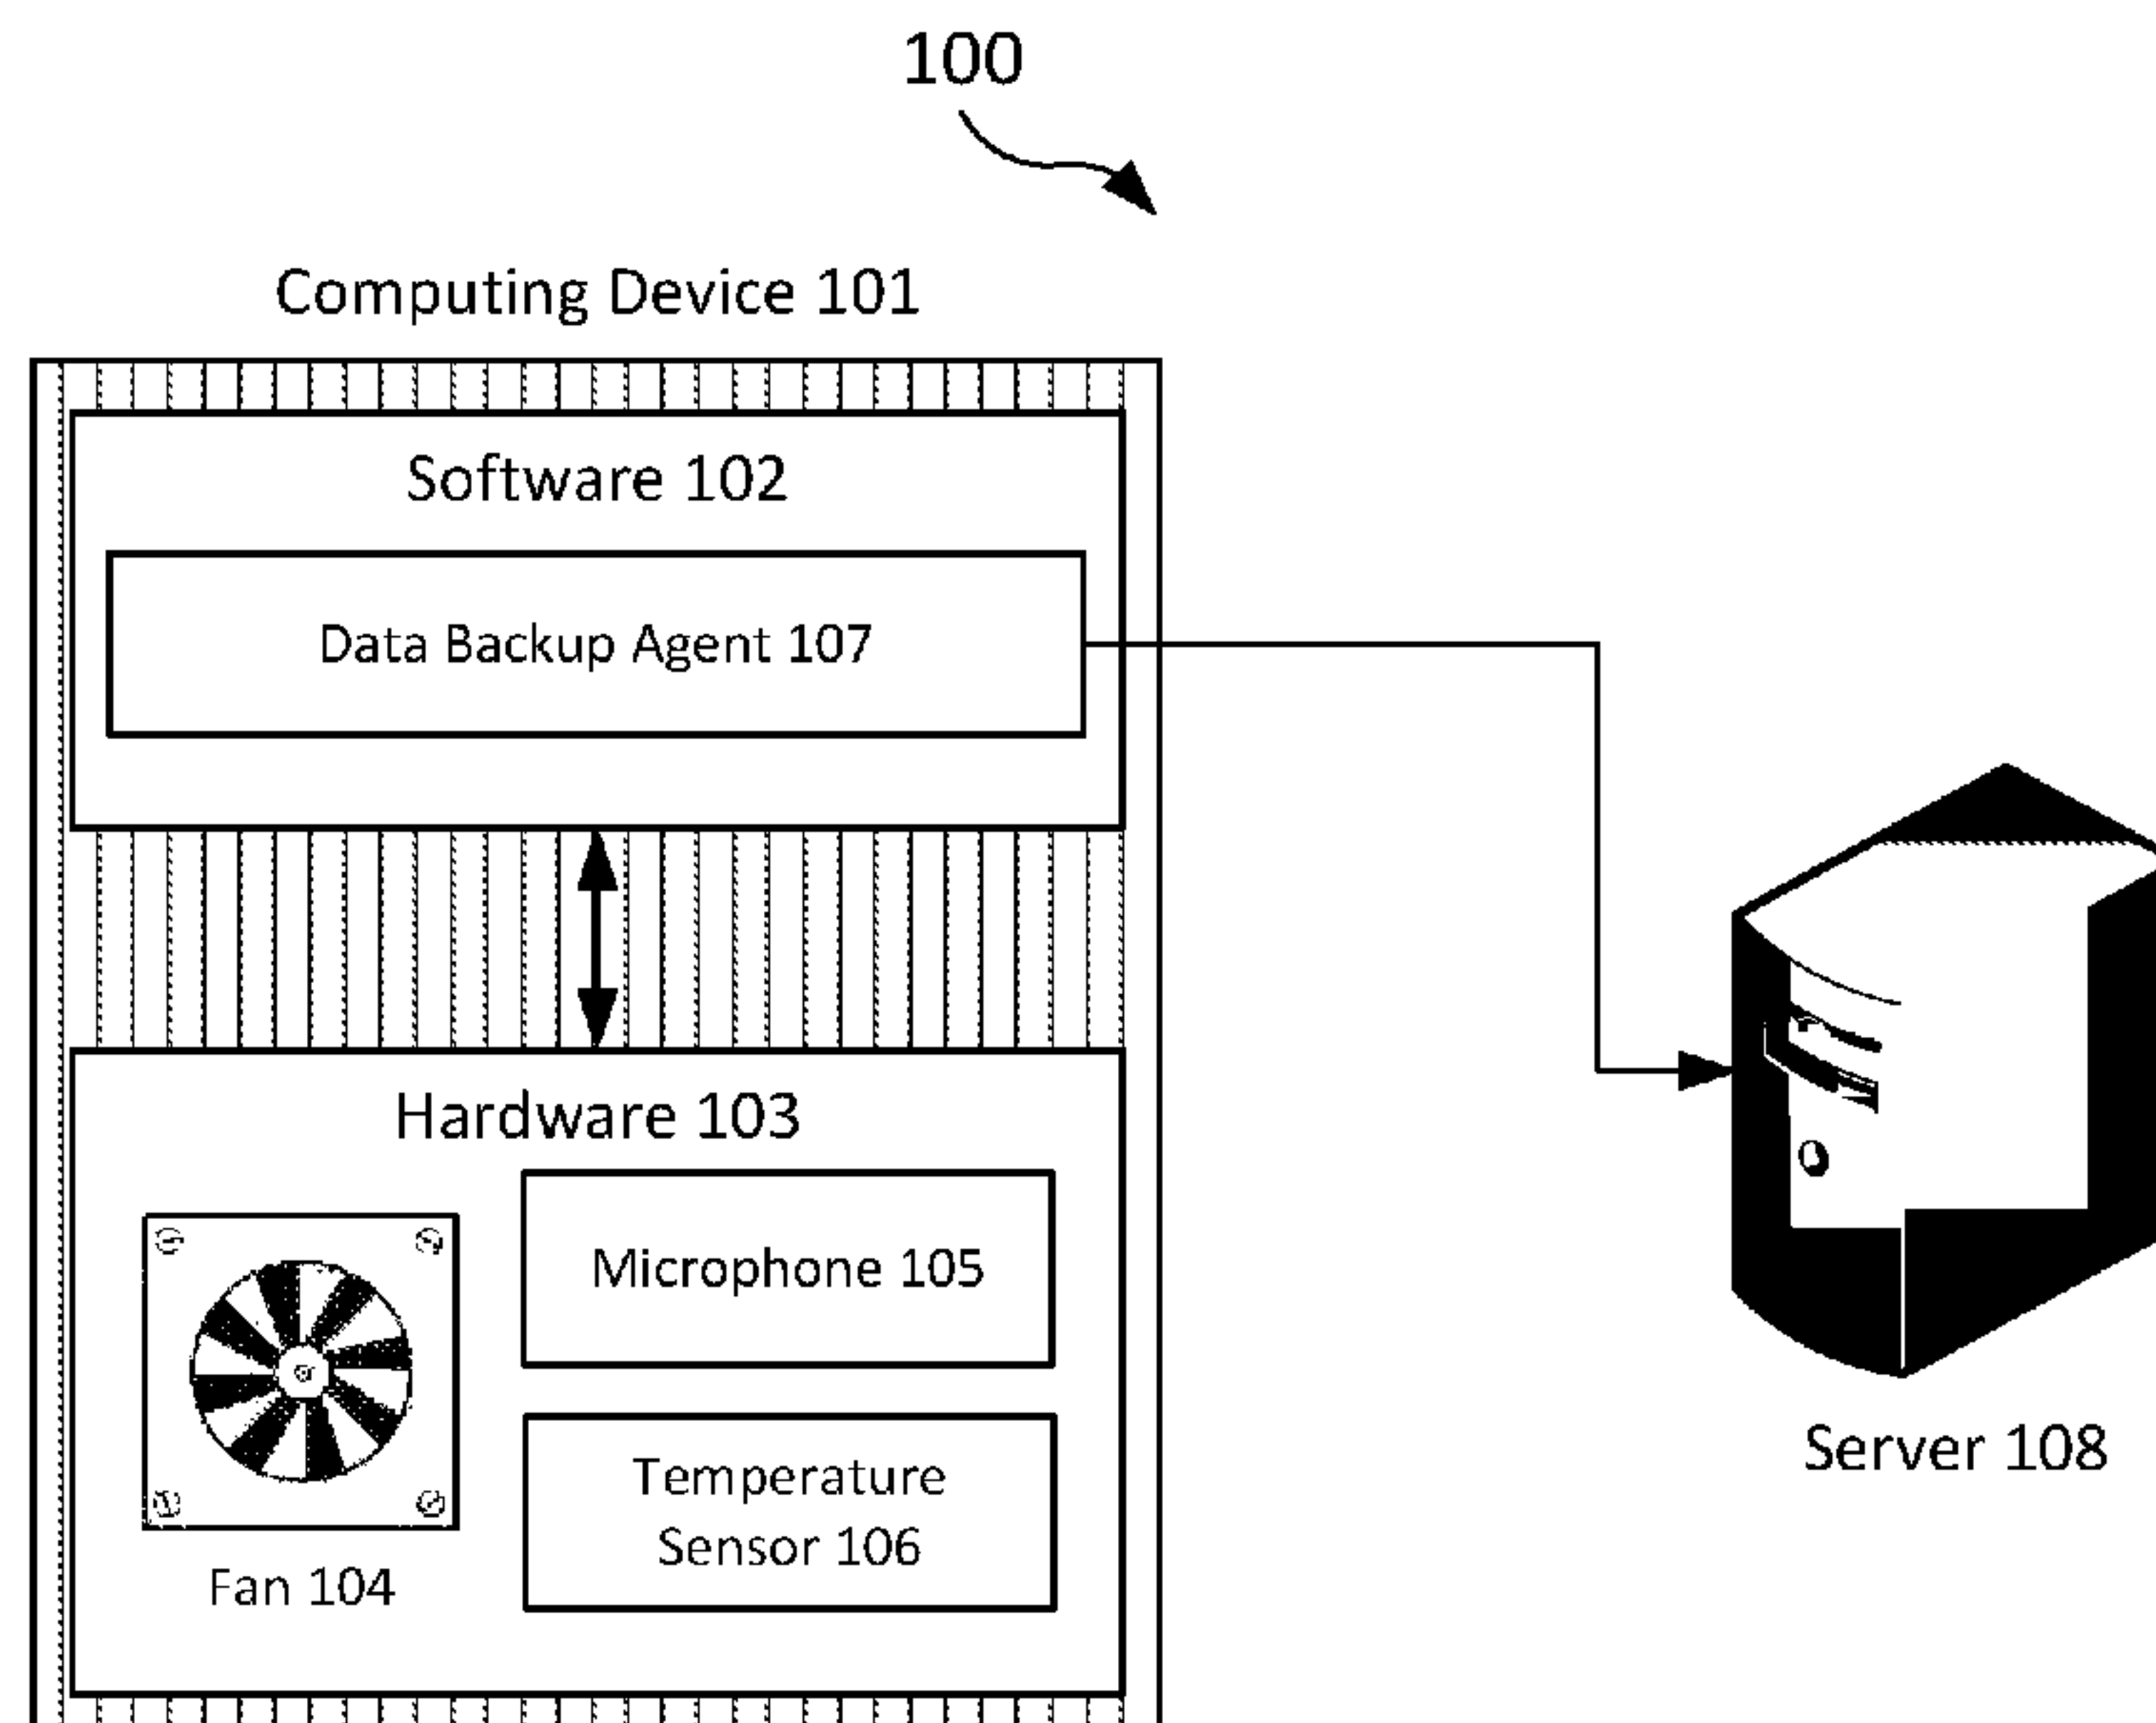 100
Computing Device 101
Software 102
Data Backup Agent 107
Hardware 103
Microphone 105
Temperature
Sensor 106
Fan 104
Server 108